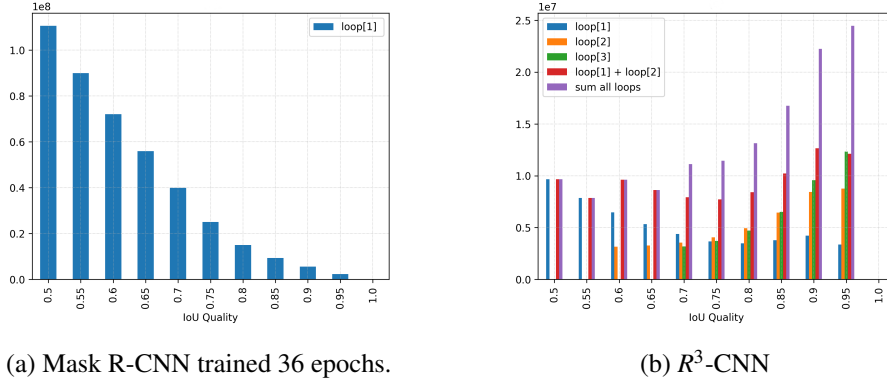 1e8
loop[1]
1.0
0.8
0.6
0.4
0.2
0.0
0.5 0.55 0.6 0.65 0.7 0.75 0.8 0.85 0.9 0.95 1.0
IoU Quality
(a) Mask R-CNN trained 36 epochs.
1e7
loop[1]
loop[2]
loop[3]
loop[1] + loop[2]
sum all loops
2.5
2.0
1.5
1.0
0.5
0.0
0.5 0.55 0.6 0.65 0.7 0.75 0.8 0.85 0.9 0.95 1.0
IoU Quality
(b) R³-CNN